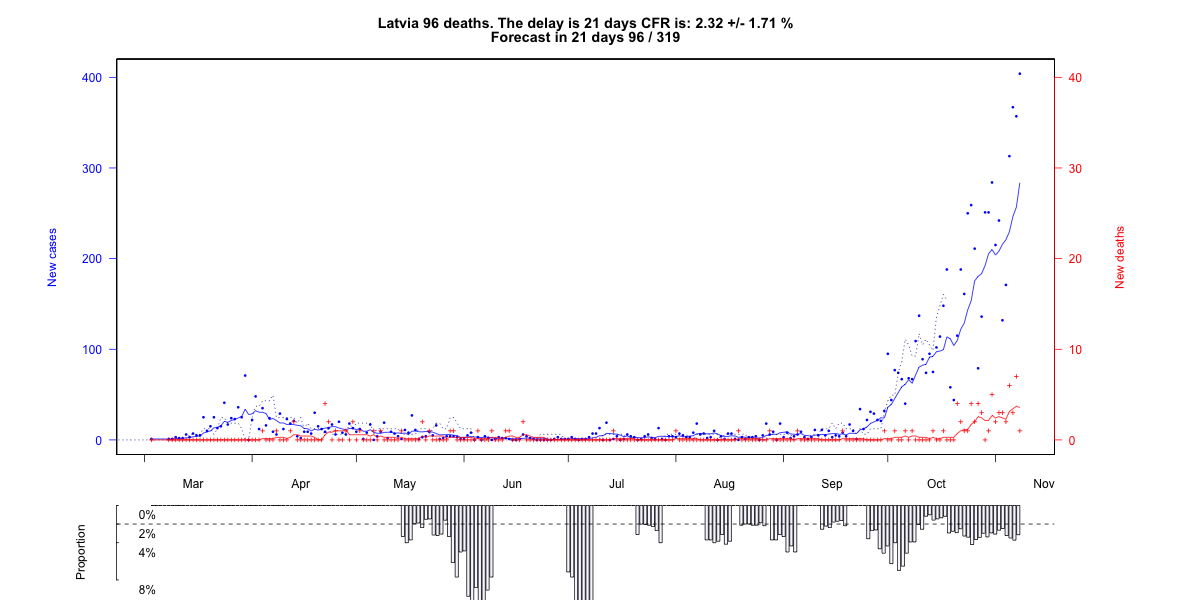 Latvia 96 deaths. The delay is 21 days CFR is: 2.32 +/- 1.71 %
Forecast in 21 days 96 / 319
400
300
200
100
0
New cases
40
30
20
10
0
New deaths
Mar Apr May Jun Jul Aug Sep Oct Nov
Proportion
0%
2%
4%
8%